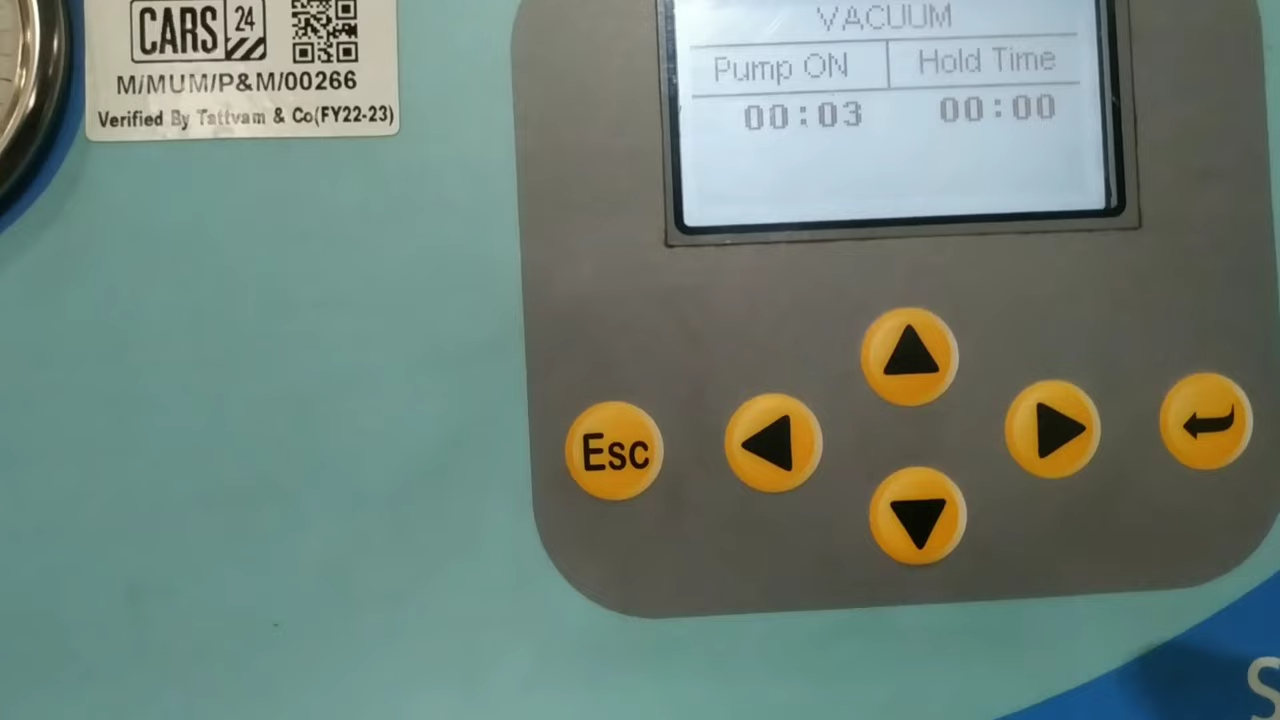 CARS 24
M/MUM/P&M/00266
Verified By Tattvam & Co(FY22-23)
VACUUM
Pump ON Hold Time
00:03 00:00
Esc
S